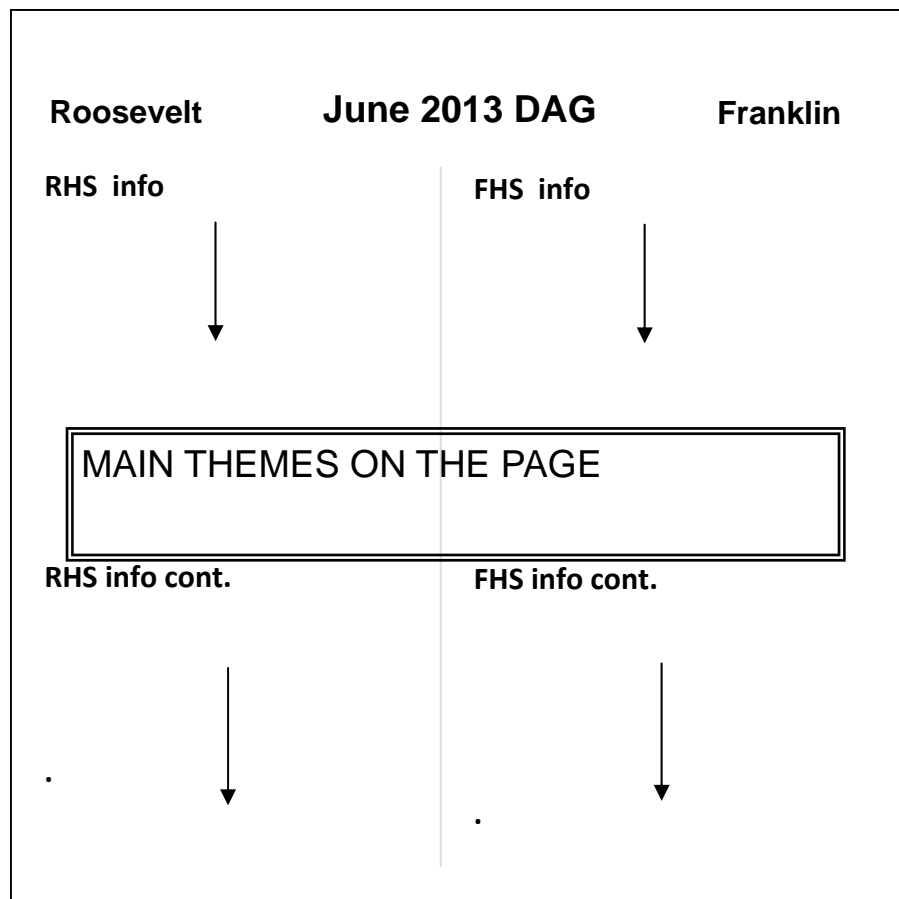 Roosevelt June 2013 DAG Franklin
RHS info
FHS info
MAIN THEMES ON THE PAGE
RHS info cont.
FHS info cont.
.
.